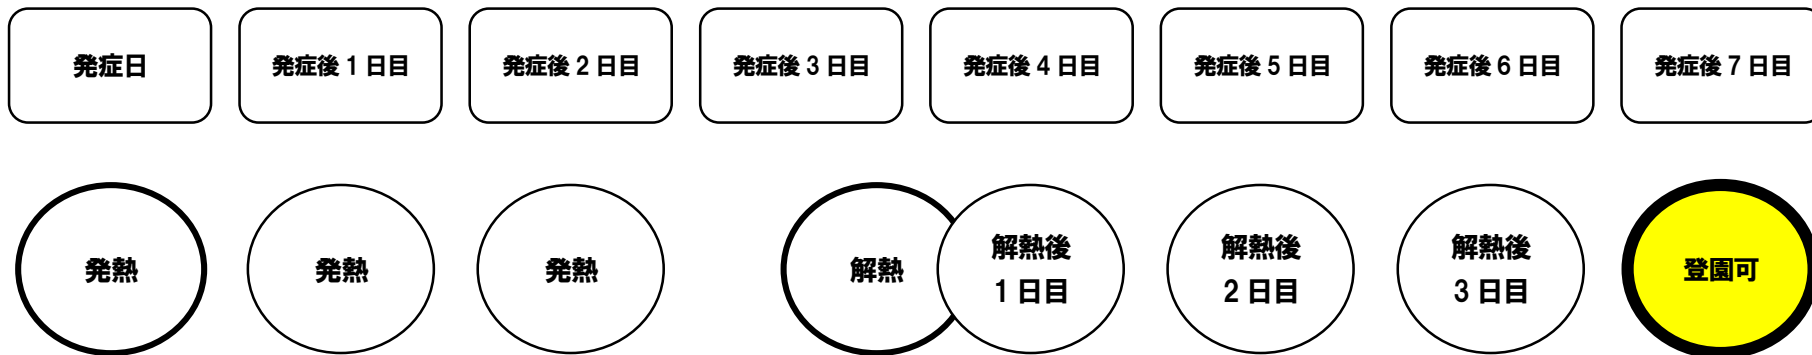 発症日
発症後 1 日目
発症後 2 日目
発症後 3 日目
発症後 4 日目
発症後 5 日目
発症後 6 日目
発症後 7 日目
発熱
発熱
発熱
解熱
解熱後
1 日目
解熱後
2 日目
解熱後
3 日目
登園可